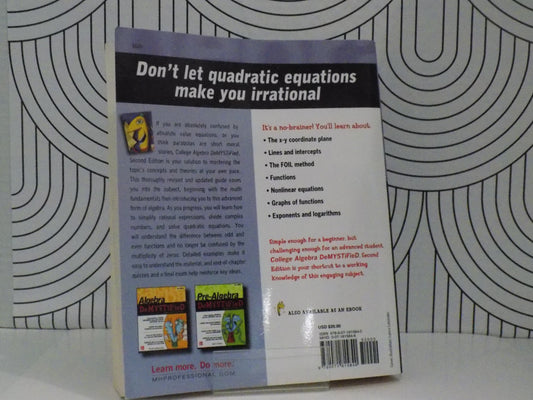 Don't let quadratic equations
make you irrational
If you are absolutely confused by
absolute value equations, or you
think parabolas are short moral
stories, College Algebra DeMYSTiFieD,
Second Edition is your solution to mastering the
topic's concepts and theories at your own pace.
This thoroughly revised and updated guide eases
you into the subject, beginning with the math
fundamentals then introducing you to this advanced
form of algebra. As you progress, you will learn how
to simplify rational expressions, divide complex
numbers, and solve quadratic equations. You
will understand the difference between odd and
even functions and no longer be confused by the
multiplicity of zeros. Detailed examples make it
easy to understand the material, and end-of-chapter
quizzes and a final exam help reinforce key ideas.
It's a no-brainer! You'll learn about:
• The x-y coordinate plane
• Lines and intercepts
• The FOIL method
• Functions
• Nonlinear equations
• Graphs of functions
• Exponents and logarithms
Simple enough for a beginner, but
challenging enough for an advanced student,
College Algebra DeMYSTiFieD, Second
Edition is your shortcut to a working
knowledge of this engaging subject.
ALSO AVAILABLE AS AN EBOOK
Algebra
DeMYSTiFieD
Pre-Algebra
DeMYSTiFieD
Learn more. Do more.
MHPROFESSIONAL.COM